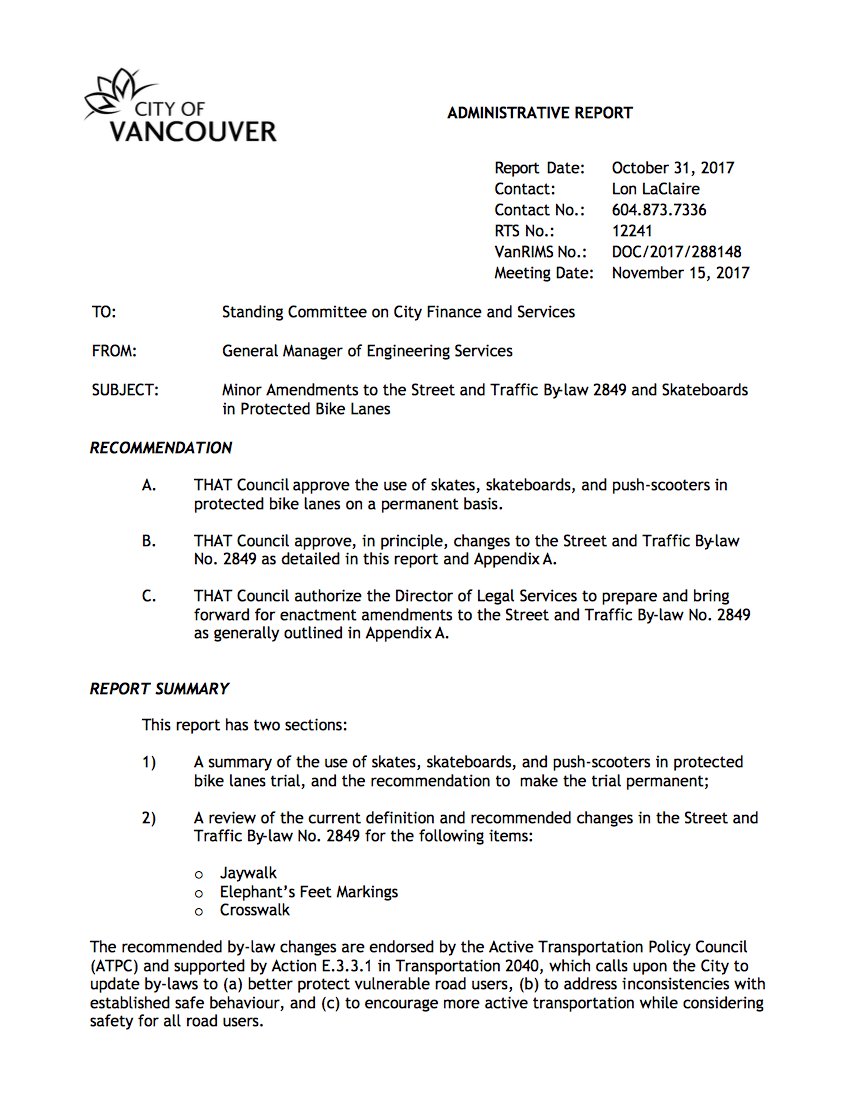 CITY OF
VANCOUVER
ADMINISTRATIVE REPORT
Report Date: October 31, 2017
Contact: Lon LaClaire
Contact No.: 604.873.7336
RTS No.: 12241
VanRIMS No.: DOC/2017/288148
Meeting Date: November 15, 2017
TO: Standing Committee on City Finance and Services
FROM: General Manager of Engineering Services
SUBJECT: Minor Amendments to the Street and Traffic By-law 2849 and Skateboards
in Protected Bike Lanes
RECOMMENDATION
A. THAT Council approve the use of skates, skateboards, and push-scooters in
protected bike lanes on a permanent basis.
B. THAT Council approve, in principle, changes to the Street and Traffic By-law
No. 2849 as detailed in this report and Appendix A.
C. THAT Council authorize the Director of Legal Services to prepare and bring
forward for enactment amendments to the Street and Traffic By-law No. 2849
as generally outlined in Appendix A.
REPORT SUMMARY
This report has two sections:
1) A summary of the use of skates, skateboards, and push-scooters in protected
bike lanes trial, and the recommendation to make the trial permanent;
2) A review of the current definition and recommended changes in the Street and
Traffic By-law No. 2849 for the following items:
o Jaywalk
o Elephant's Feet Markings
o Crosswalk
The recommended by-law changes are endorsed by the Active Transportation Policy Council
(ATPC) and supported by Action E.3.3.1 in Transportation 2040, which calls upon the City to
update by-laws to (a) better protect vulnerable road users, (b) to address inconsistencies with
established safe behaviour, and (c) to encourage more active transportation while considering
safety for all road users.